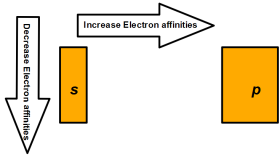 Increase Electron affinities
Decrease Electron affinities
s
p